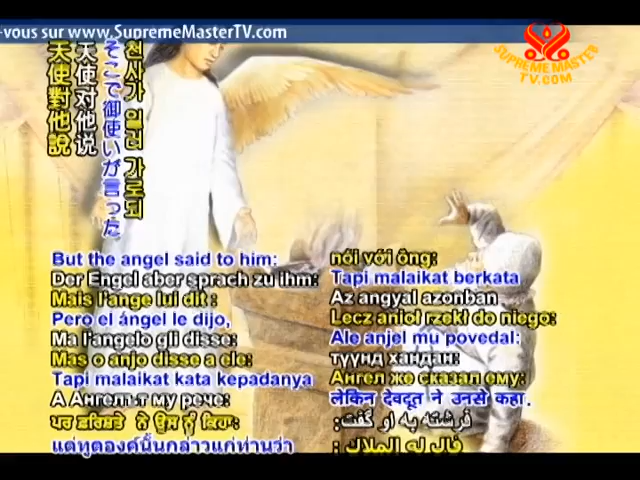 -vous sur www.SupremeMasterTV.com
SUPREME MASTER
TV.COM
天使對他說
天使对他说
そこで御使いが言った
천사가 일러 가로되
But the angel said to him:
Der Engel aber sprach zu ihm:
Mais l'ange lui dit :
Pero el ángel le dijo,
Ma l'angelo gli disse:
Mas o anjo disse a ele:
Tapi malaikat kata kepadanya
А Ангелът му рече:
ਪਰ ਫ਼ਰਿਸ਼ਤੇ ਨੇ ਉਸ ਨੂੰ ਕਿਹਾ:
แต่ทูตองค์นั้นกล่าวแก่ท่านว่า
nói với ông:
Tapi malaikat berkata
Az angyal azonban
Lecz anioł rzekł do niego:
Ale anjel mu povedal:
түүнд хандан:
Ангел же сказал ему:
लेकिन देवदूत ने उनसे कहा.
فرشته به او گفت:
قال له الملاك :